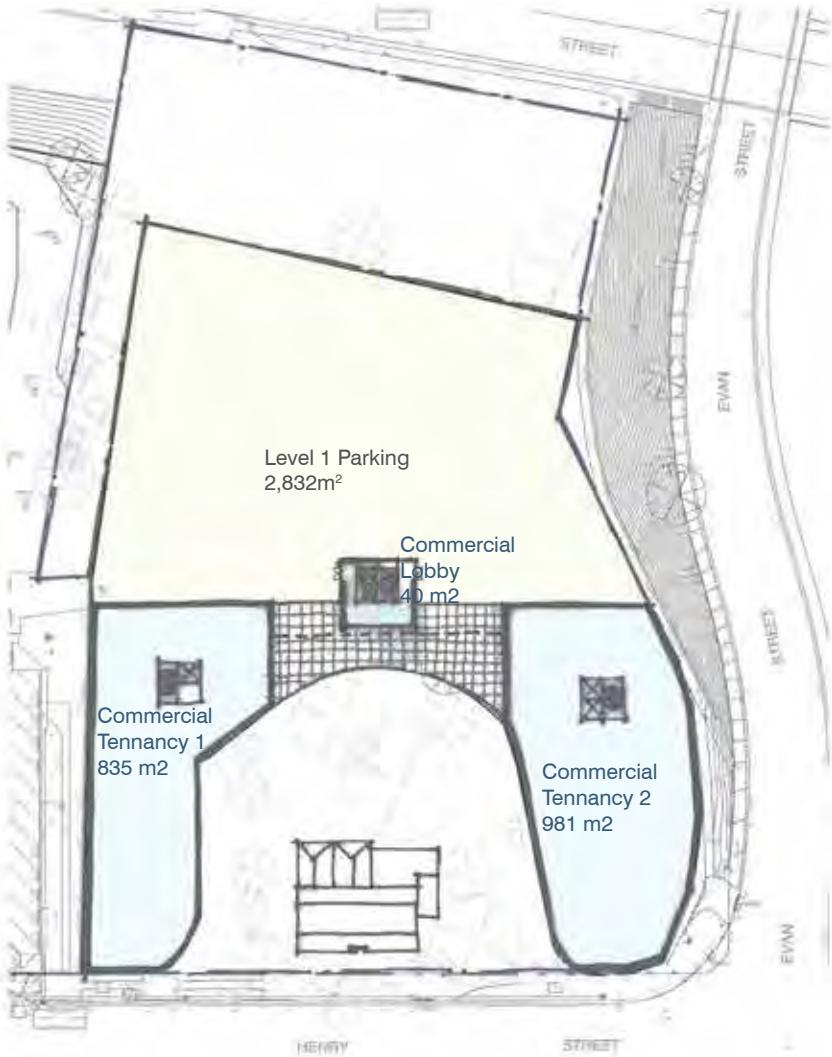 STREET
STREET
EVAN
Level 1 Parking
2,832m²
Commercial
Lobby
40 m2
STREET
Commercial
Tennancy 1
835 m2
Commercial
Tennancy 2
981 m2
EVAN
HENRY STREET